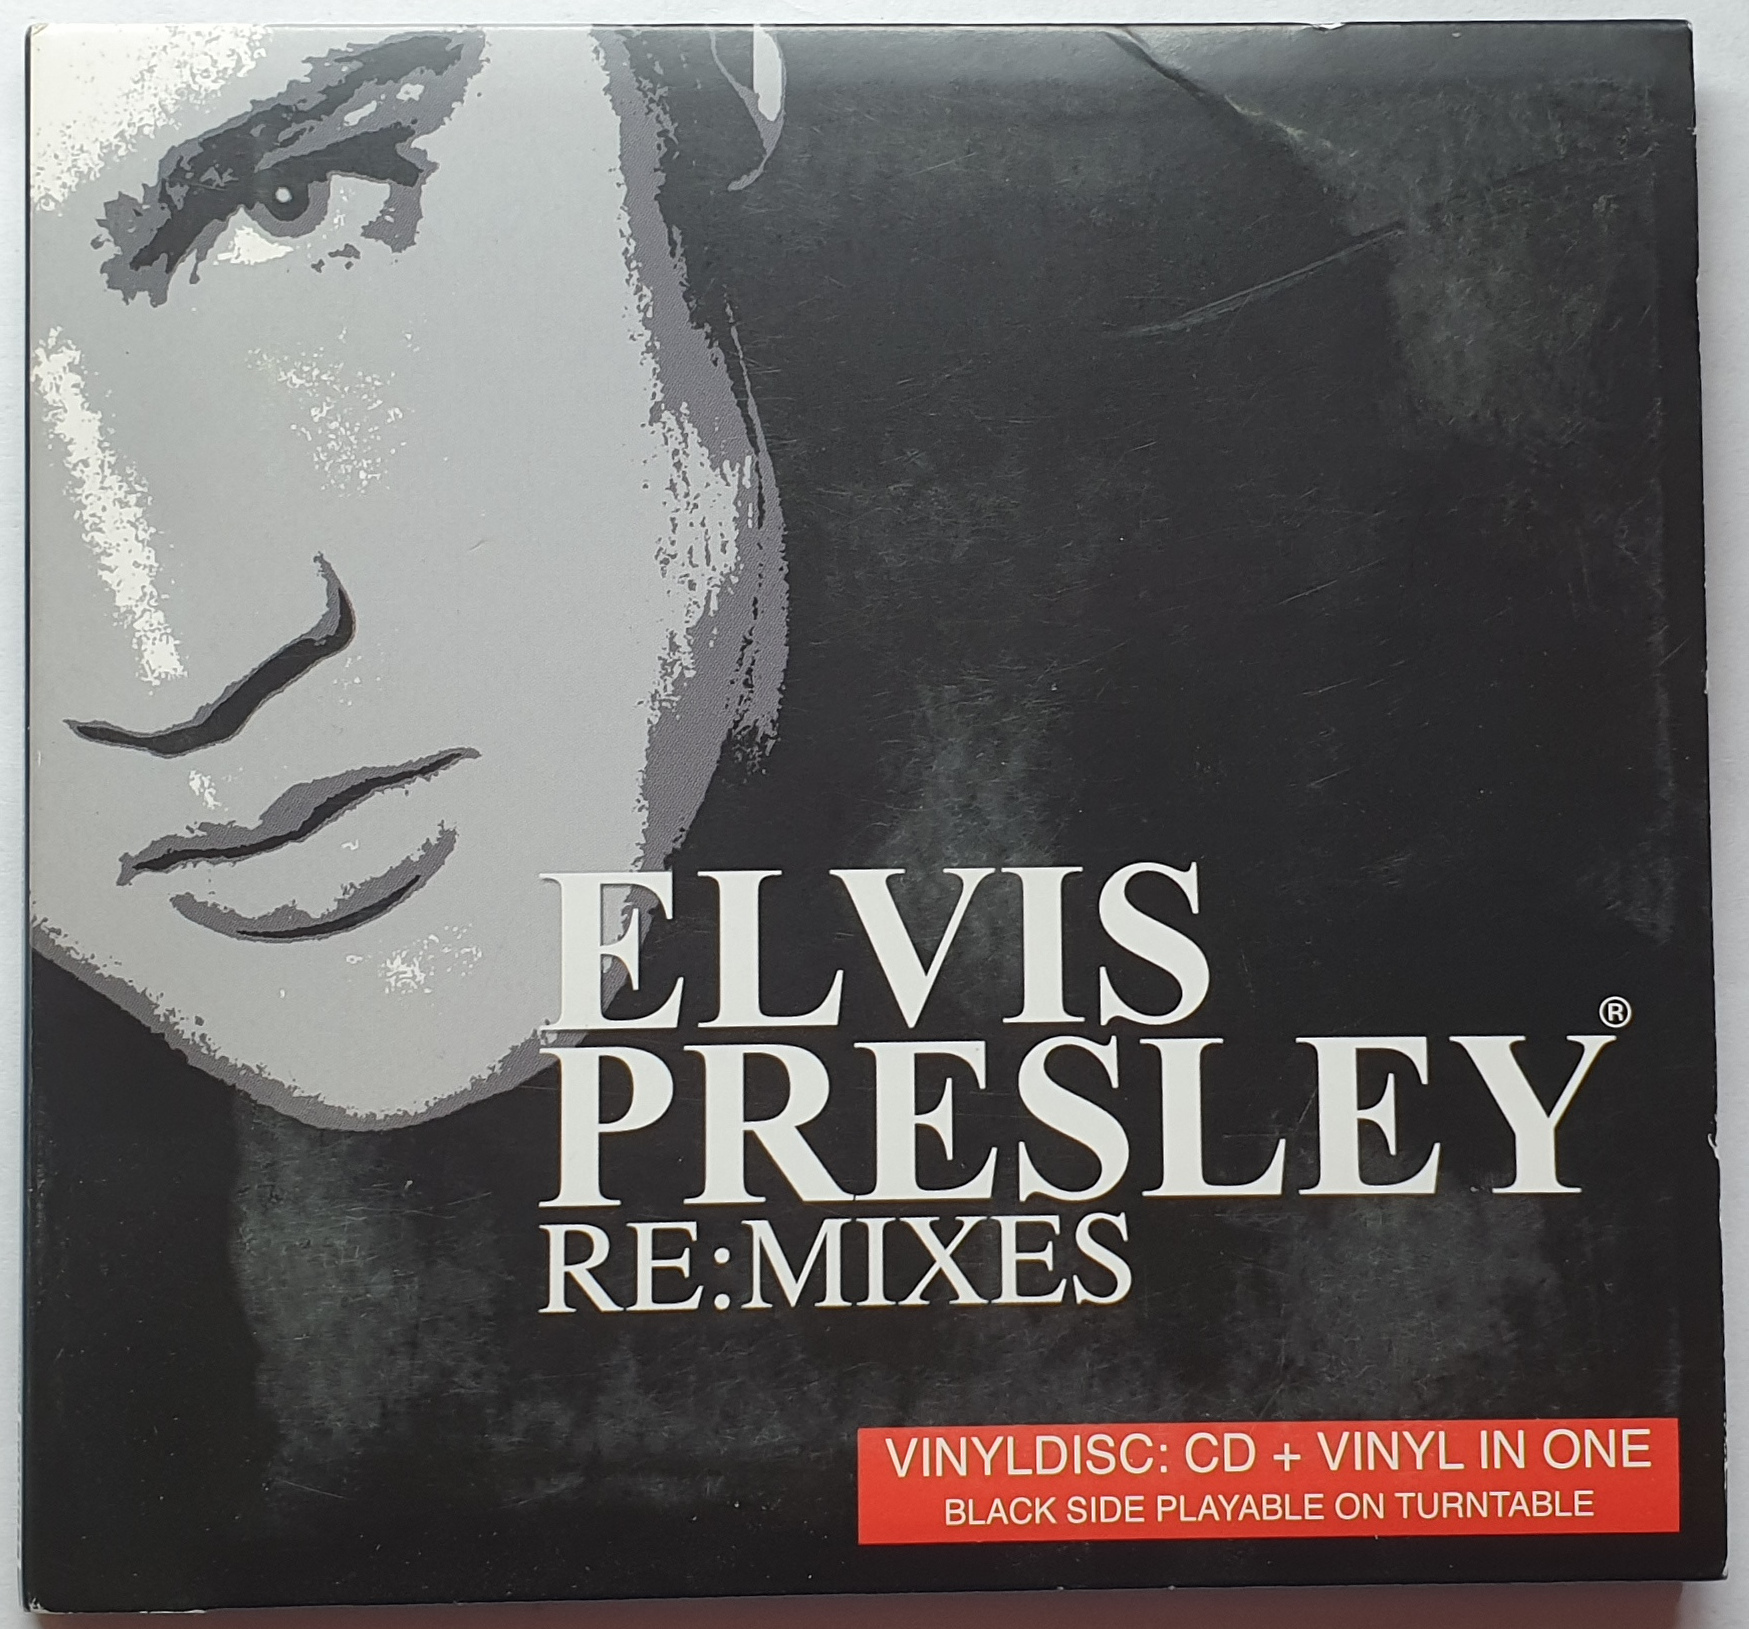 ELVIS
PRESLEY®
RE:MIXES
VINYLDISC: CD + VINYL IN ONE
BLACK SIDE PLAYABLE ON TURNTABLE